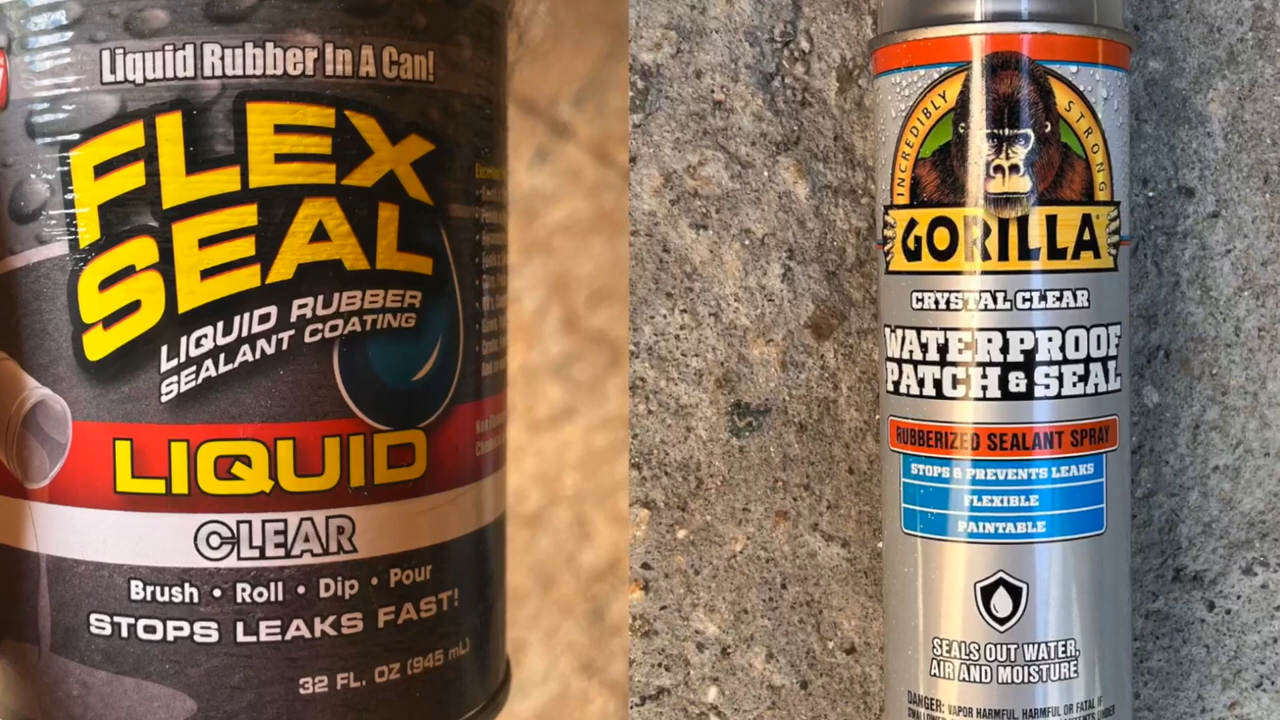 Liquid Rubber In A Can!
FLEX
SEAL
LIQUID RUBBER
SEALANT COATING
LIQUID
CLEAR
Brush • Roll • Dip • Pour
STOPS LEAKS FAST!
32 FL. OZ (945 mL)
INCREDIBLY STRONG
GORILLA
CRYSTAL CLEAR
WATERPROOF
PATCH & SEAL
RUBBERIZED SEALANT SPRAY
STOPS & PREVENTS LEAKS
FLEXIBLE
PAINTABLE
SEALS OUT WATER,
AIR AND MOISTURE
DANGER: VAPOR HARMFUL. HARMFUL OR FATAL IF